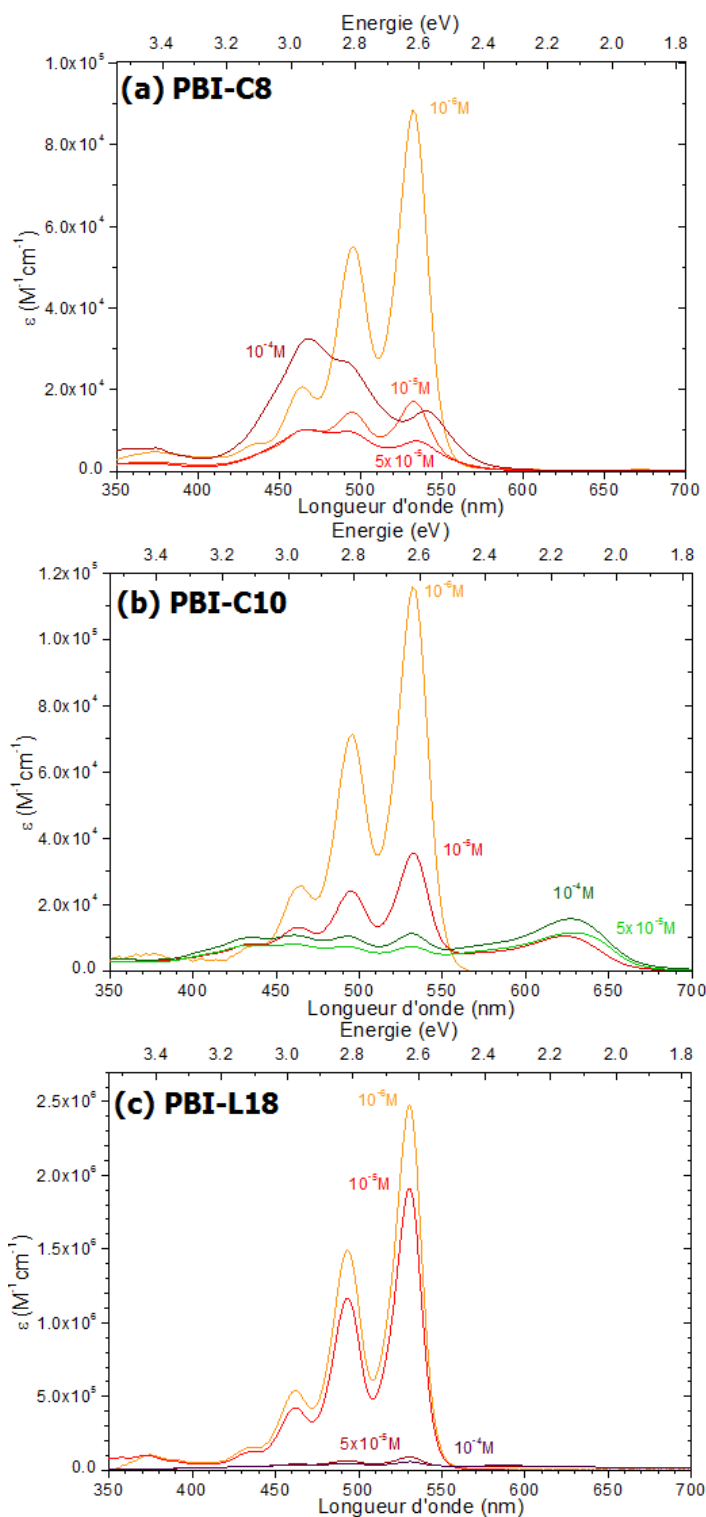 Energie (eV)
3.4 3.2 3.0 2.8 2.6 2.4 2.2 2.0 1.8
(a) PBI-C8
1.0x10⁵
8.0x10⁴
6.0x10⁴
4.0x10⁴
2.0x10⁴
0.0
ε (M⁻¹cm⁻¹)
10⁻⁶M
10⁻⁴M
10⁻⁵M
5x 10⁻⁵M
350 400 450 500 550 600 650 700
Longueur d'onde (nm)
Energie (eV)
3.4 3.2 3.0 2.8 2.6 2.4 2.2 2.0 1.8
(b) PBI-C10
1.2x10⁵
1.0x10⁵
8.0x10⁴
6.0x10⁴
4.0x10⁴
2.0x10⁴
0.0
ε (M⁻¹cm⁻¹)
10⁻⁶M
10⁻⁵M
10⁻⁴M
5x 10⁻⁵M
350 400 450 500 550 600 650 700
Longueur d'onde (nm)
Energie (eV)
3.4 3.2 3.0 2.8 2.6 2.4 2.2 2.0 1.8
(c) PBI-L18
2.5x10⁶
2.0x10⁶
1.5x10⁶
1.0x10⁶
5.0x10⁵
0.0
ε (M⁻¹cm⁻¹)
10⁻⁶M
10⁻⁵M
5x10⁻⁵M
10⁻⁴M
350 400 450 500 550 600 650 700
Longueur d'onde (nm)